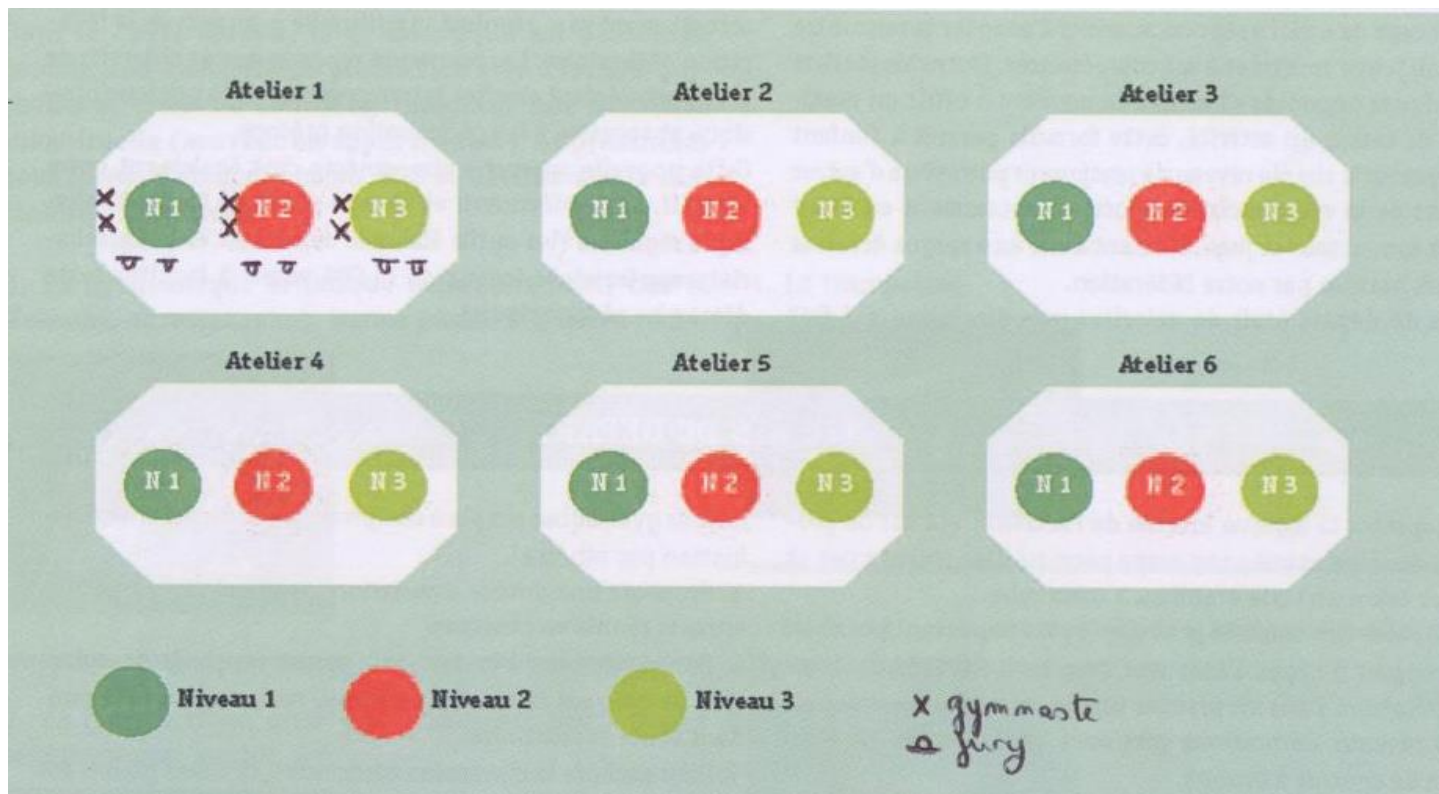 Atelier 1 Atelier 2 Atelier 3
N 1 N 2 N 3 N 1 N 2 N 3 N 1 N 2 N 3
Atelier 4 Atelier 5 Atelier 6
N 1 N 2 N 3 N 1 N 2 N 3 N 1 N 2 N 3
Niveau 1 Niveau 2 Niveau 3
x gymnaste
jury